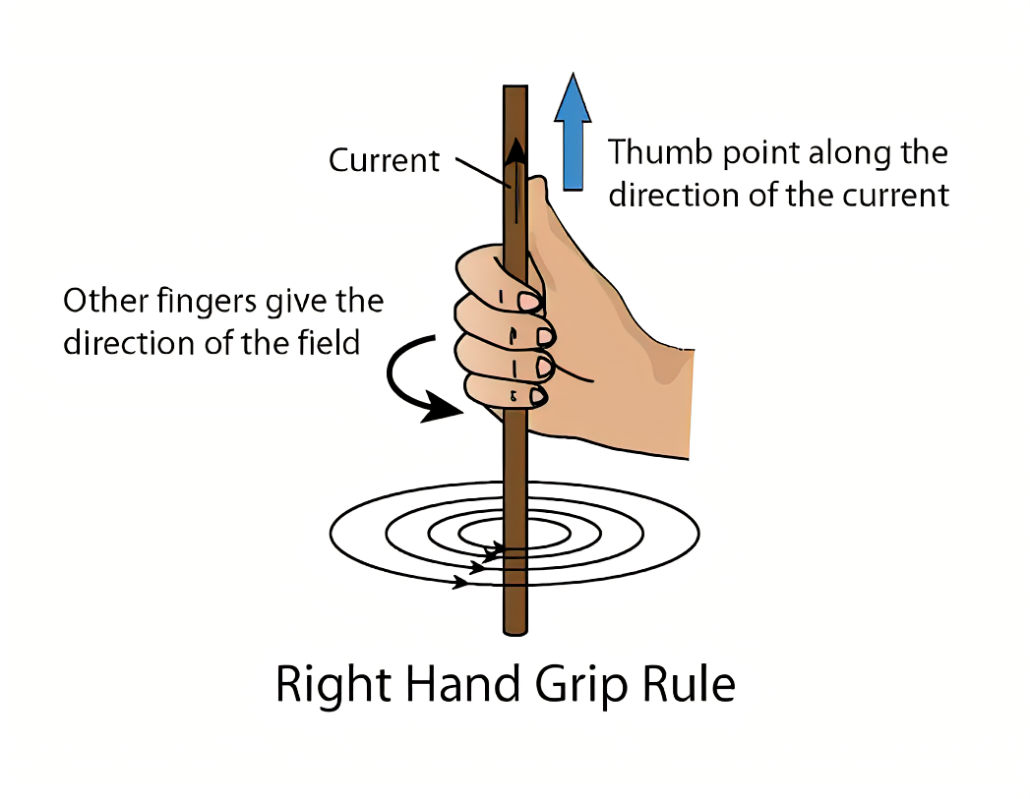 Current
Thumb point along the
direction of the current
Other fingers give the
direction of the field
Right Hand Grip Rule